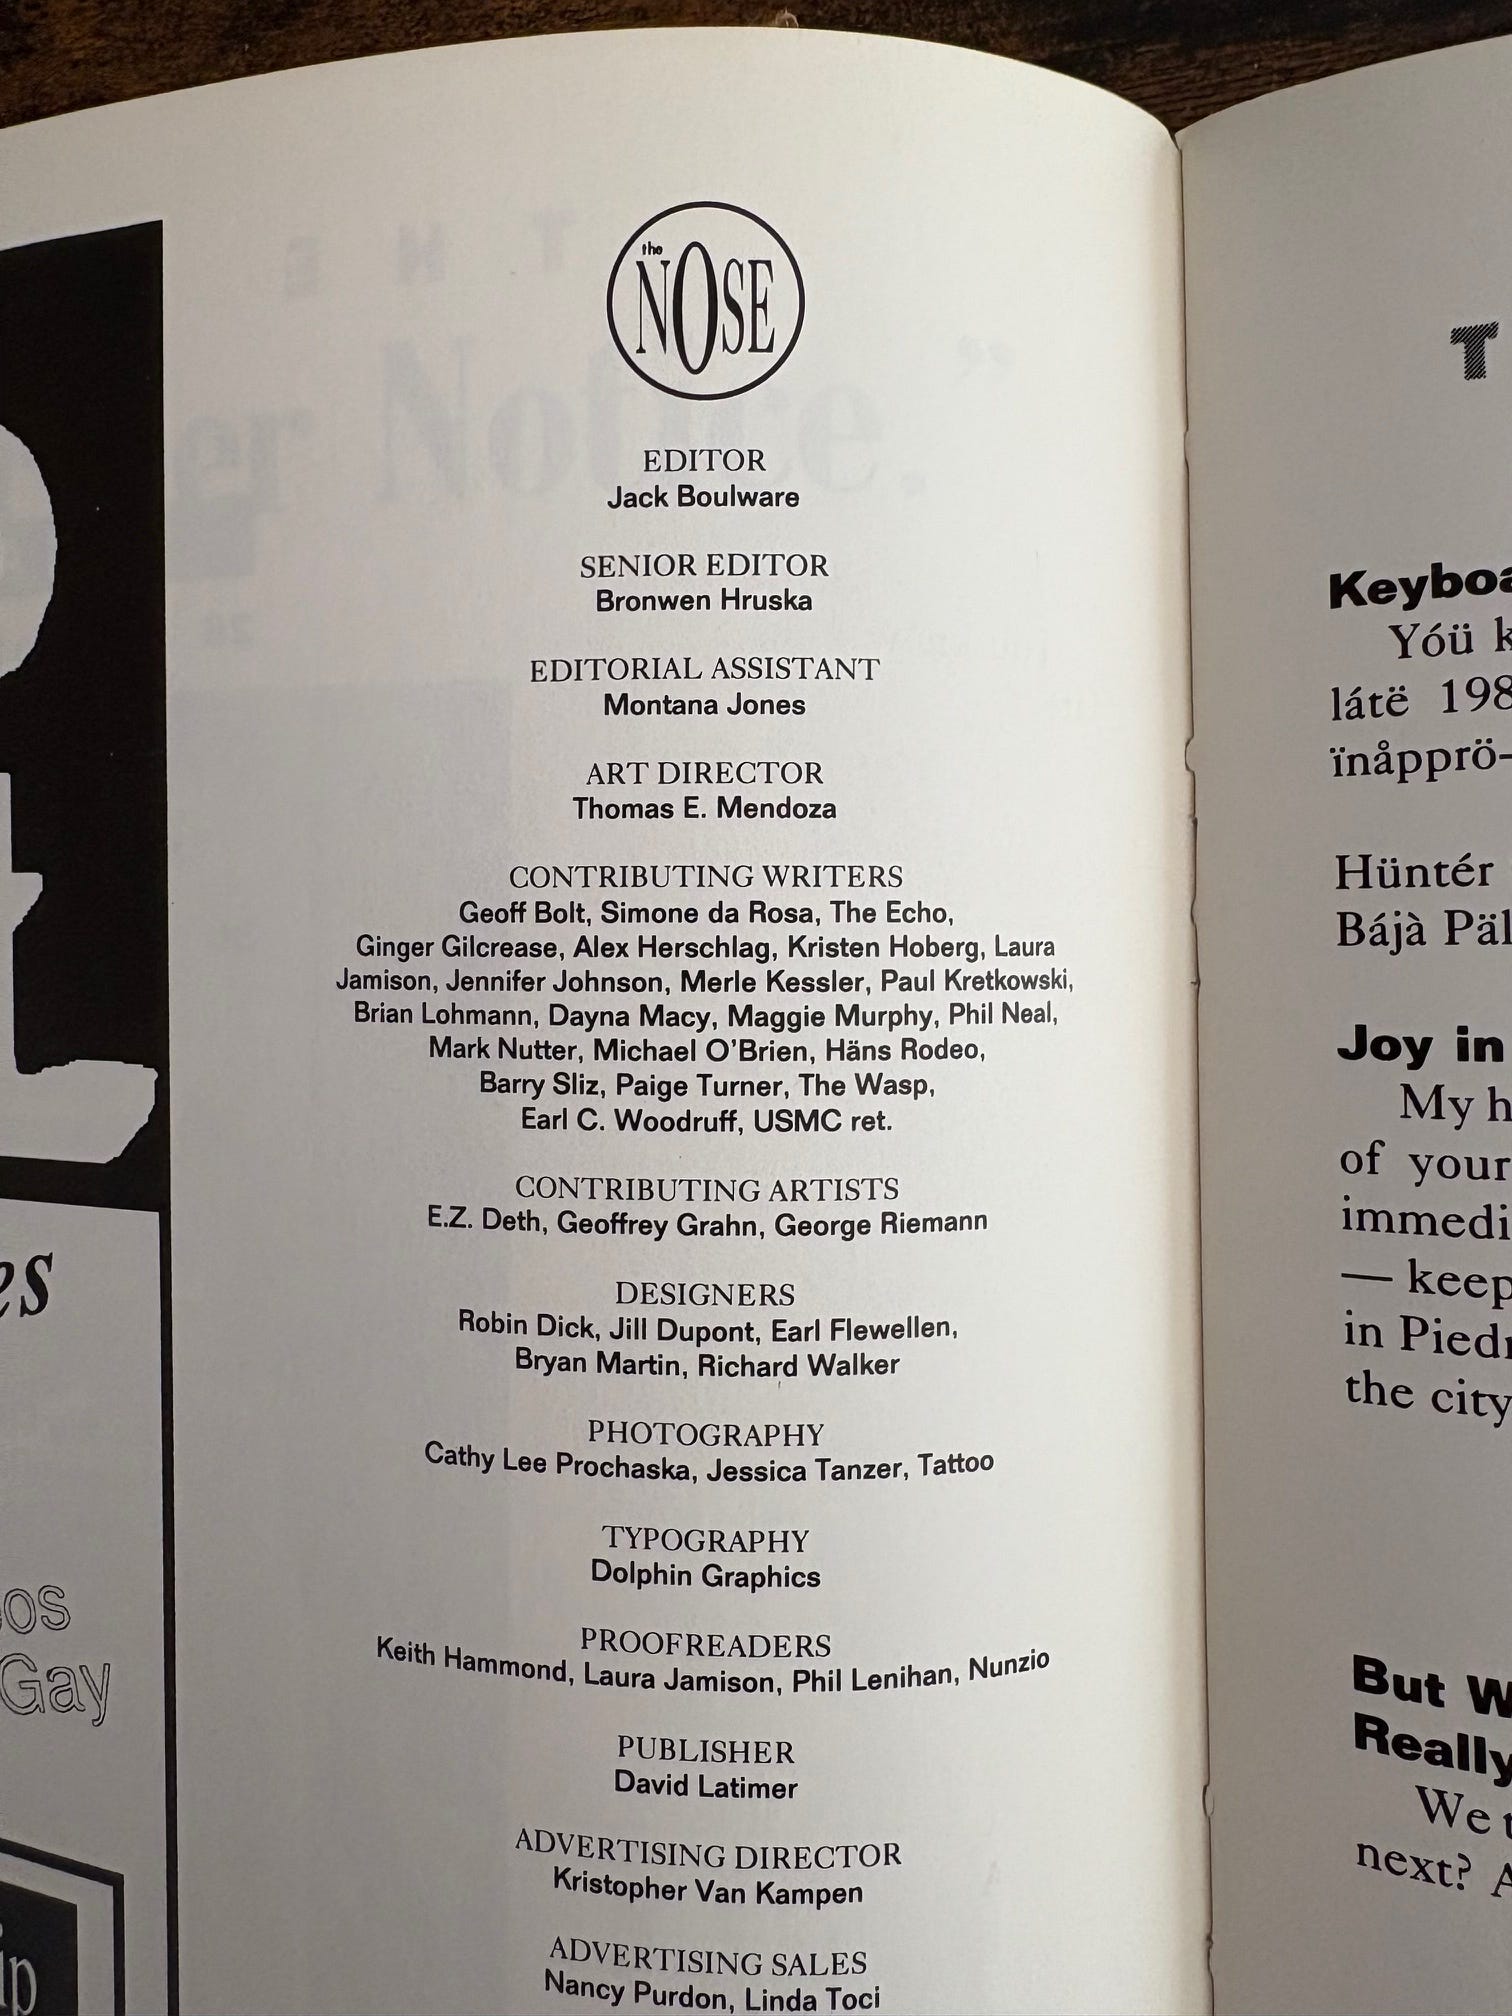 the
NOSE
EDITOR
Jack Boulware
SENIOR EDITOR
Bronwen Hruska
EDITORIAL ASSISTANT
Montana Jones
ART DIRECTOR
Thomas E. Mendoza
CONTRIBUTING WRITERS
Geoff Bolt, Simone da Rosa, The Echo,
Ginger Gilcrease, Alex Herschlag, Kristen Hoberg, Laura
Jamison, Jennifer Johnson, Merle Kessler, Paul Kretkowski,
Brian Lohmann, Dayna Macy, Maggie Murphy, Phil Neal,
Mark Nutter, Michael O'Brien, Häns Rodeo,
Barry Sliz, Paige Turner, The Wasp,
Earl C. Woodruff, USMC ret.
CONTRIBUTING ARTISTS
E.Z. Deth, Geoffrey Grahn, George Riemann
DESIGNERS
Robin Dick, Jill Dupont, Earl Flewellen,
Bryan Martin, Richard Walker
PHOTOGRAPHY
Cathy Lee Prochaska, Jessica Tanzer, Tattoo
TYPOGRAPHY
Dolphin Graphics
PROOFREADERS
Keith Hammond, Laura Jamison, Phil Lenihan, Nunzio
PUBLISHER
David Latimer
ADVERTISING DIRECTOR
Kristopher Van Kampen
ADVERTISING SALES
Nancy Purdon, Linda Toci
es
os
Gay
ip
T
Keyboa
Yóü k
látë 198
ïnåpprö-
Hüntér
Bájà Päl
Joy in
My h
of your
immedi
— keep
in Piedr
the city
But W
Really
We t
next? A